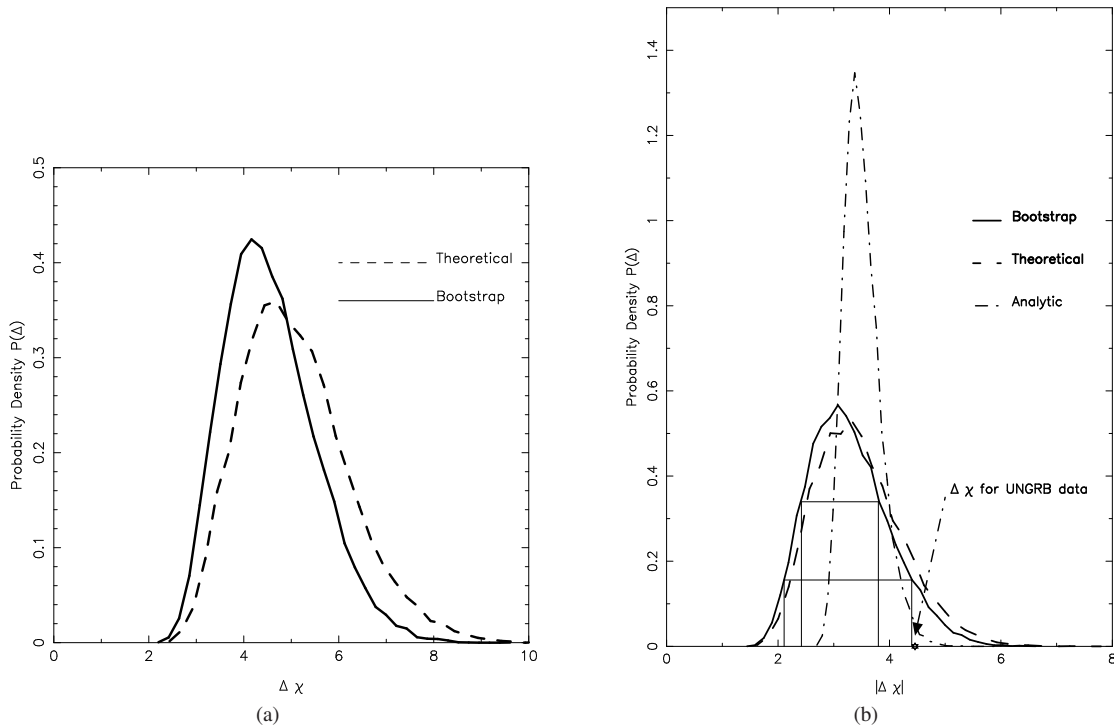 0.5
0.4
0.3
0.2
0.1
0
Probability Density P(Δ)
Theoretical
Bootstrap
0 2 4 6 8 10
Δ χ
(a)
1.4
1.2
1
0.8
0.6
0.4
0.2
0
Probability Density P(Δ)
Bootstrap
Theoretical
Analytic
Δ χ for UNGRB data
0 2 4 6 8
|Δ χ|
(b)